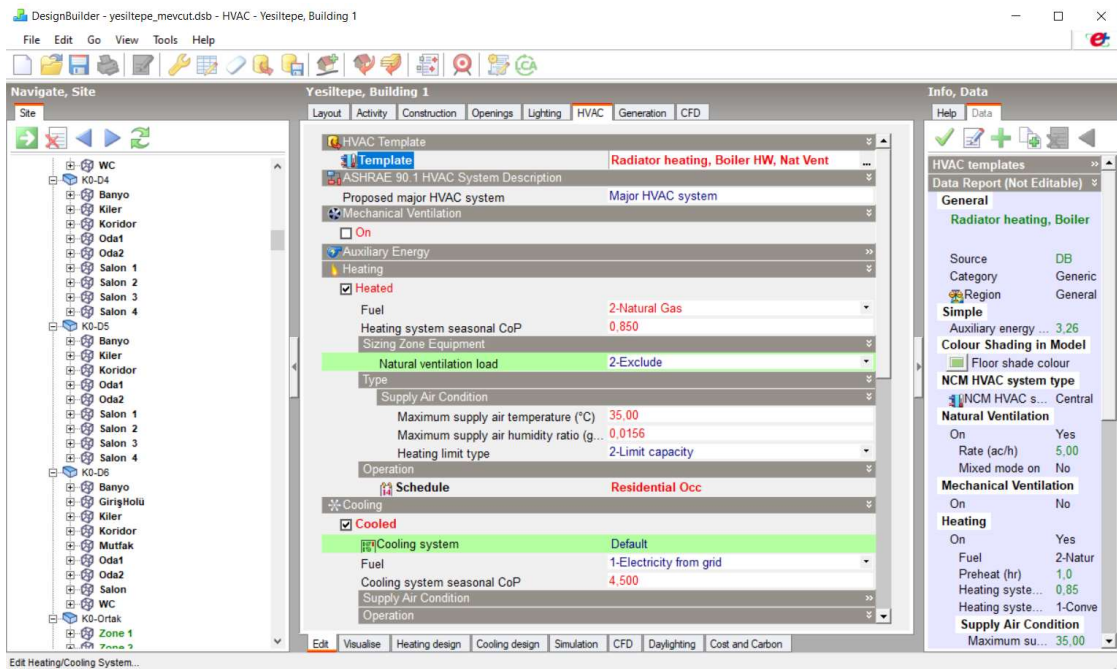 DesignBuilder - yesiltepe_mevcut.dsb - HVAC - Yesiltepe, Building 1
File Edit Go View Tools Help
Navigate, Site
Site
WC
K0-D4
Banyo
Kiler
Koridor
Oda1
Oda2
Salon 1
Salon 2
Salon 3
Salon 4
K0-D5
Banyo
Kiler
Koridor
Oda1
Oda2
Salon 1
Salon 2
Salon 3
Salon 4
K0-D6
Banyo
GirişHolü
Kiler
Koridor
Mutfak
Oda1
Oda2
Salon
WC
K0-Ortak
Zone 1
Zone 2
Yesiltepe, Building 1
Layout Activity Construction Openings Lighting HVAC Generation CFD
HVAC Template
Template Radiator heating, Boiler HW, Nat Vent ...
ASHRAE 90.1 HVAC System Description
Proposed major HVAC system Major HVAC system
Mechanical Ventilation
On
Auxiliary Energy
Heating
Heated
Fuel 2-Natural Gas
Heating system seasonal CoP 0,850
Sizing Zone Equipment
Natural ventilation load 2-Exclude
Type
Supply Air Condition
Maximum supply air temperature (°C) 35,00
Maximum supply air humidity ratio (g... 0,0156
Heating limit type 2-Limit capacity
Operation
Schedule Residential Occ
Cooling
Cooled
Cooling system Default
Fuel 1-Electricity from grid
Cooling system seasonal CoP 4,500
Supply Air Condition
Operation
Edit Visualise Heating design Cooling design Simulation CFD Daylighting Cost and Carbon
Info, Data
Help Data
HVAC templates
Data Report (Not Editable)
General
Radiator heating, Boiler
Source DB
Category Generic
Region General
Simple
Auxiliary energy ... 3,26
Colour Shading in Model
Floor shade colour
NCM HVAC system type
NCM HVAC s... Central
Natural Ventilation
On Yes
Rate (ac/h) 5,00
Mixed mode on No
Mechanical Ventilation
On No
Heating
On Yes
Fuel 2-Natur
Preheat (hr) 1,0
Heating syste... 0,85
Heating syste... 1-Conve
Supply Air Condition
Maximum su... 35,00
Edit Heating/Cooling System...